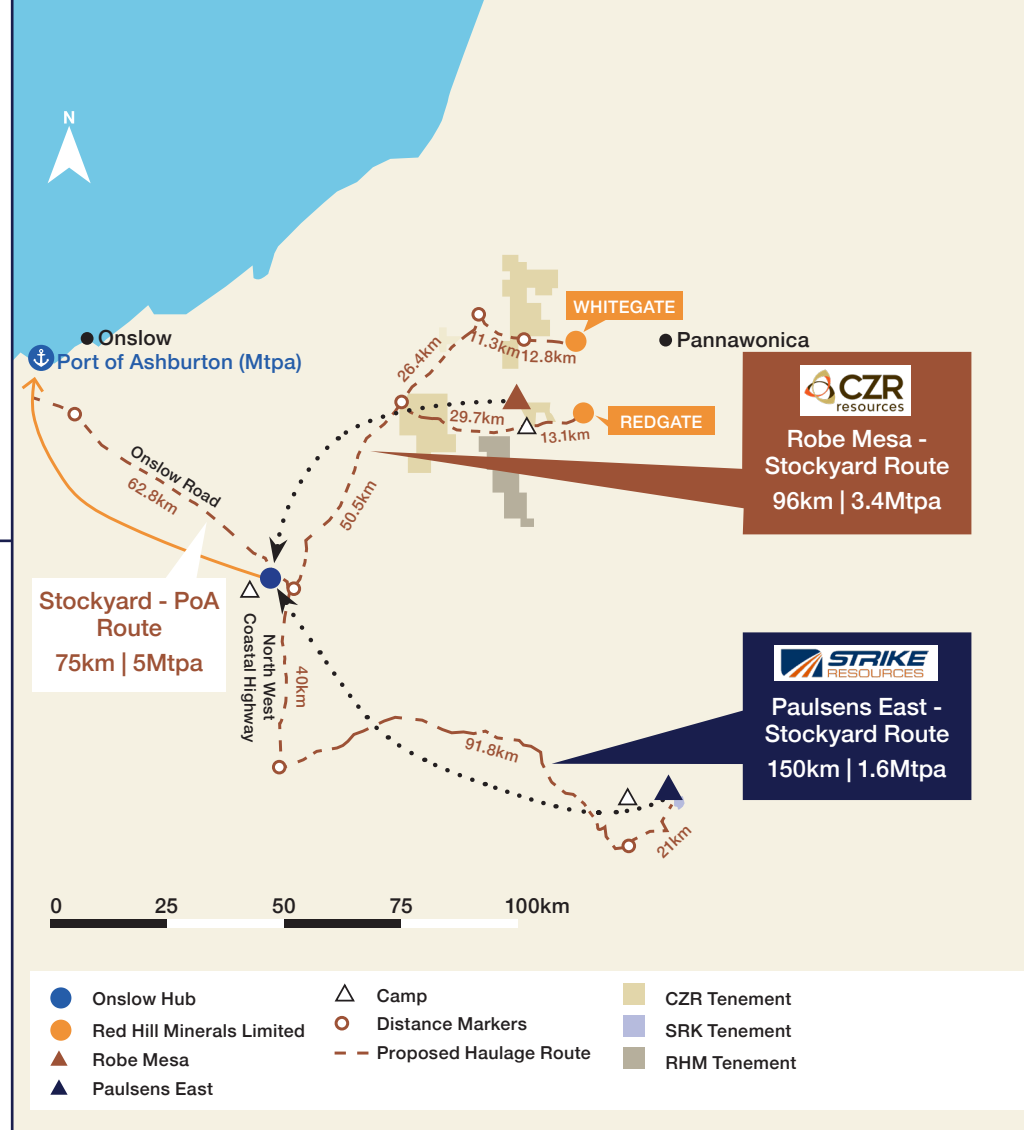 N
WHITEGATE
Onslow
Pannawonica
Port of Ashburton (Mtpa)
11.3km
12.8km
26.4km
CZR
resources
29.7km
13.1km
REDGATE
Robe Mesa -
Stockyard Route
96km | 3.4Mtpa
Onslow Road
62.8km
50.5km
Stockyard - PoA
Route
75km | 5Mtpa
North West
Coastal Highway
40km
STRIKE
RESOURCES
Paulsens East -
Stockyard Route
150km | 1.6Mtpa
91.8km
21km
0 25 50 75 100km
Onslow Hub
Red Hill Minerals Limited
Robe Mesa
Paulsens East
Camp
Distance Markers
Proposed Haulage Route
CZR Tenement
SRK Tenement
RHM Tenement